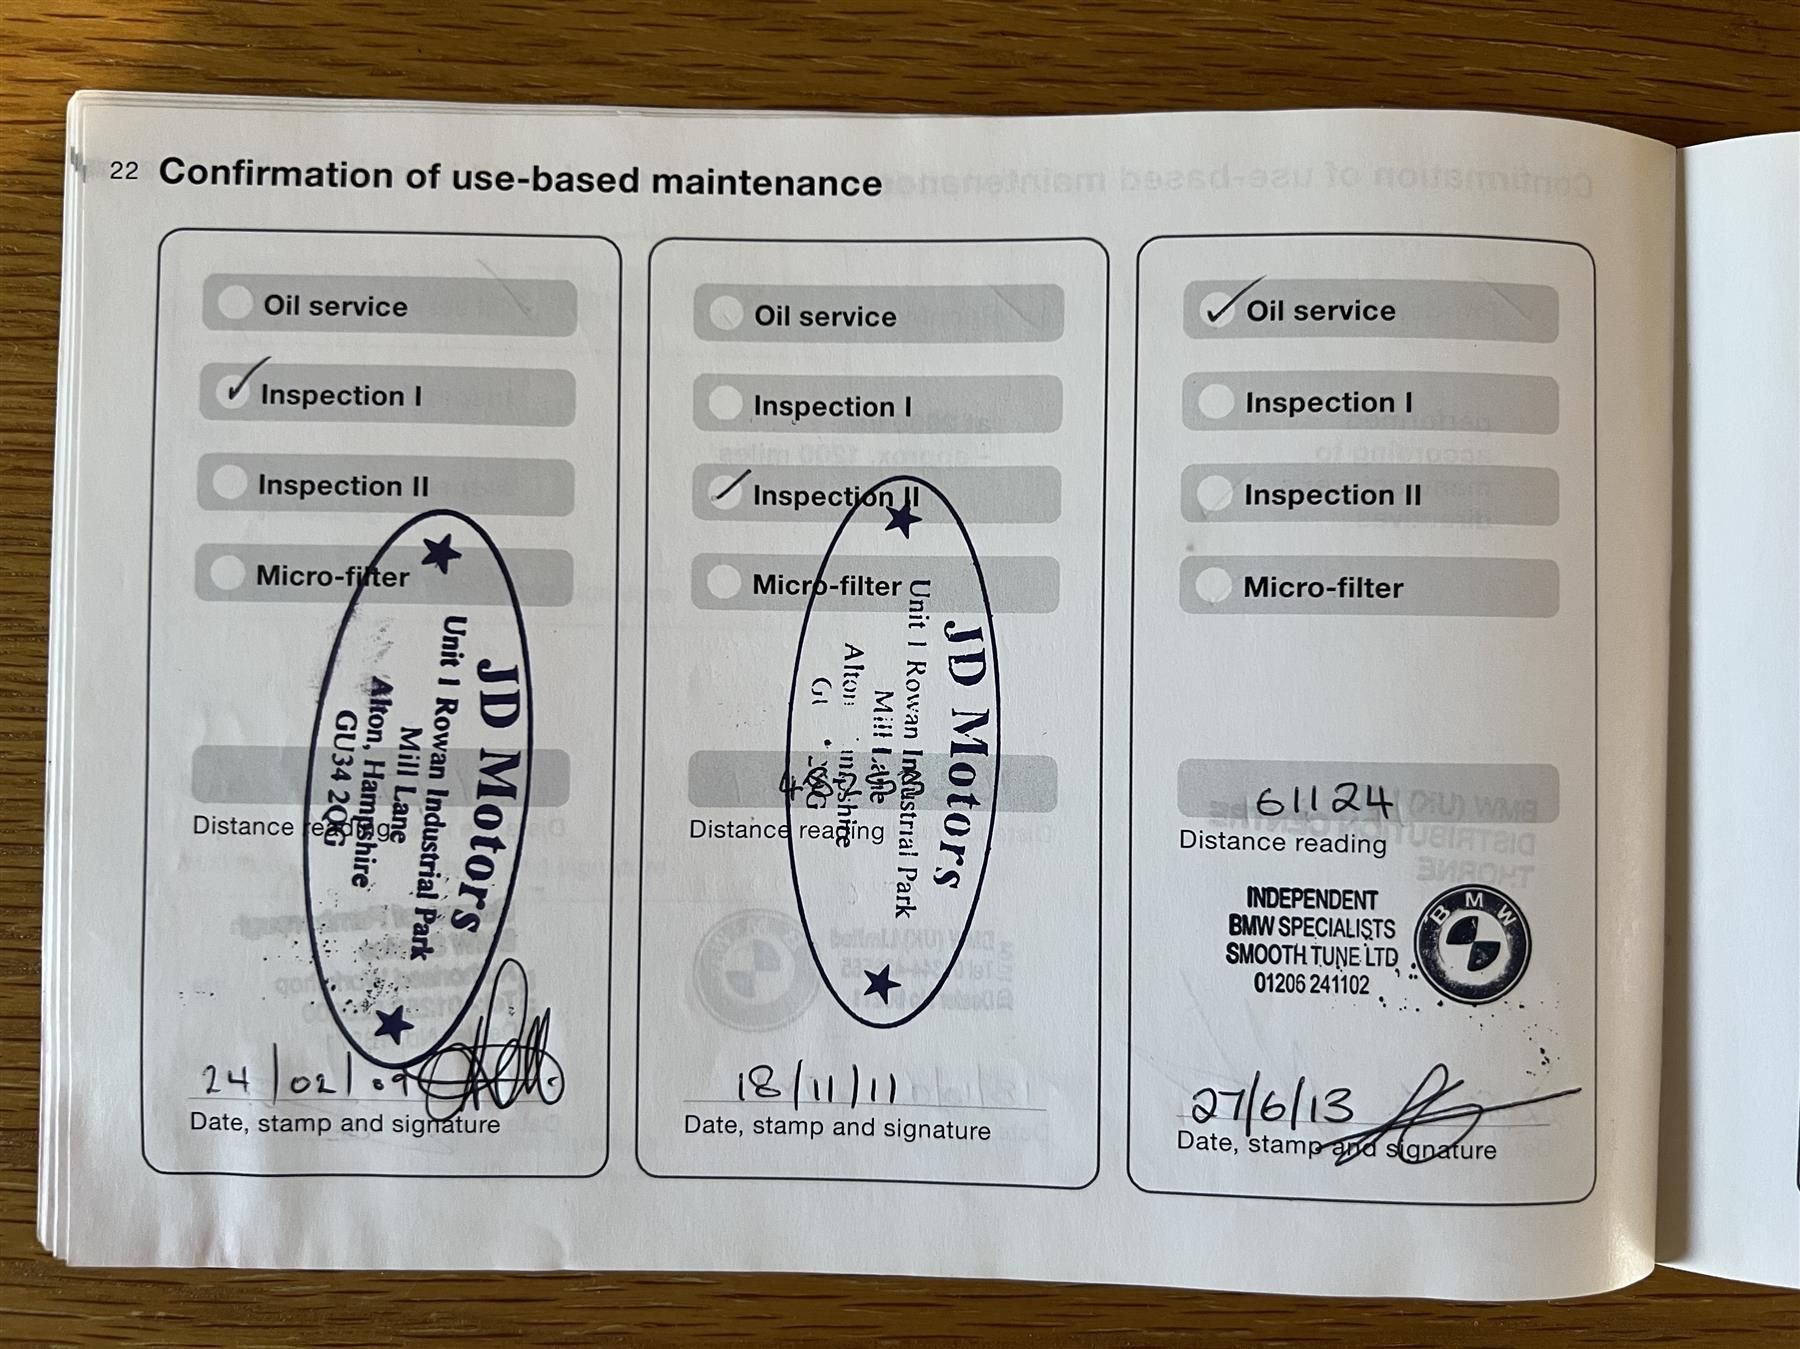 22 Confirmation of use-based maintenance
Oil service
✓ Inspection I
Inspection II
Micro-filter
Distance reading
JD Motors
Unit 1 Rowan Industrial Park
Mill Lane
Alton, Hampshire
GU34 2QG
24/02/09
Date, stamp and signature
Oil service
Inspection I
✓ Inspection II
Micro-filter
Distance reading
JD Motors
Unit 1 Rowan Industrial Park
Mill Lane
Alton
18/11/11
Date, stamp and signature
✓ Oil service
Inspection I
Inspection II
Micro-filter
61124
Distance reading
INDEPENDENT
BMW SPECIALISTS
SMOOTH TUNE LTD
01206 241102
BMW
27/6/13
Date, stamp and signature